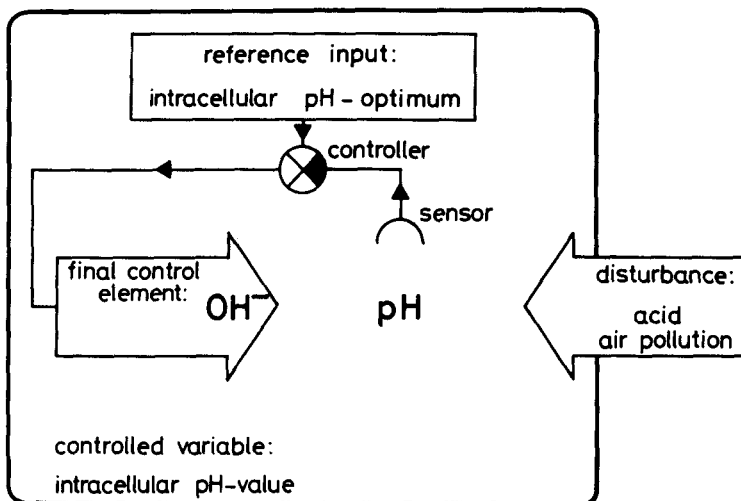 reference input:
intracellular pH-optimum
controller
sensor
final control
element:
OH⁻
pH
disturbance:
acid
air pollution
controlled variable:
intracellular pH-value